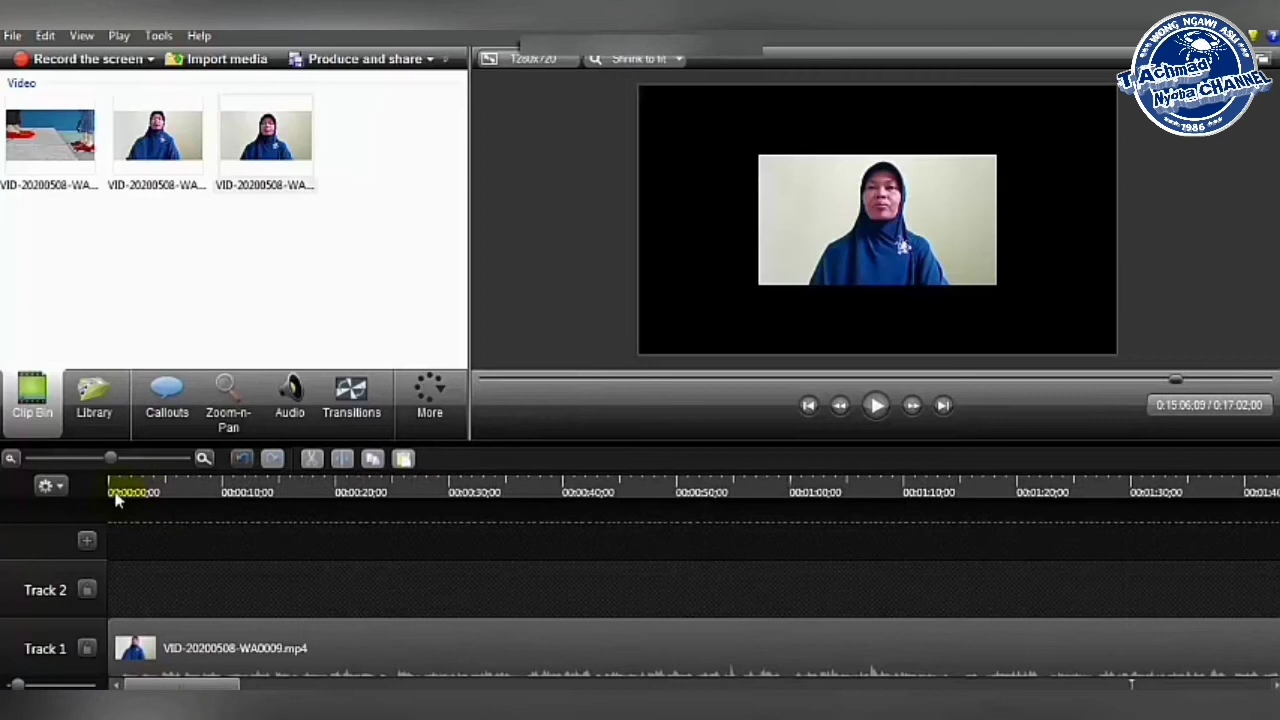 File Edit View Play Tools Help
Record the screen Import media Produce and share
1280x720 Shrink to fit
WONG NGAWI ASLI
T Achmad
Nyoba CHANNEL
1986
Video
VID-20200508-WA... VID-20200508-WA... VID-20200508-WA...
Clip Bin Library Callouts Zoom-n-Pan Audio Transitions More
0:15:06;09 / 0:17:02;00
00:00:00;00 00:00:10;00 00:00:20;00 00:00:30;00 00:00:40;00 00:00:50;00 00:01:00;00 00:01:10;00 00:01:20;00 00:01:30;00 00:01:40
Track 2
Track 1 VID-20200508-WA0009.mp4